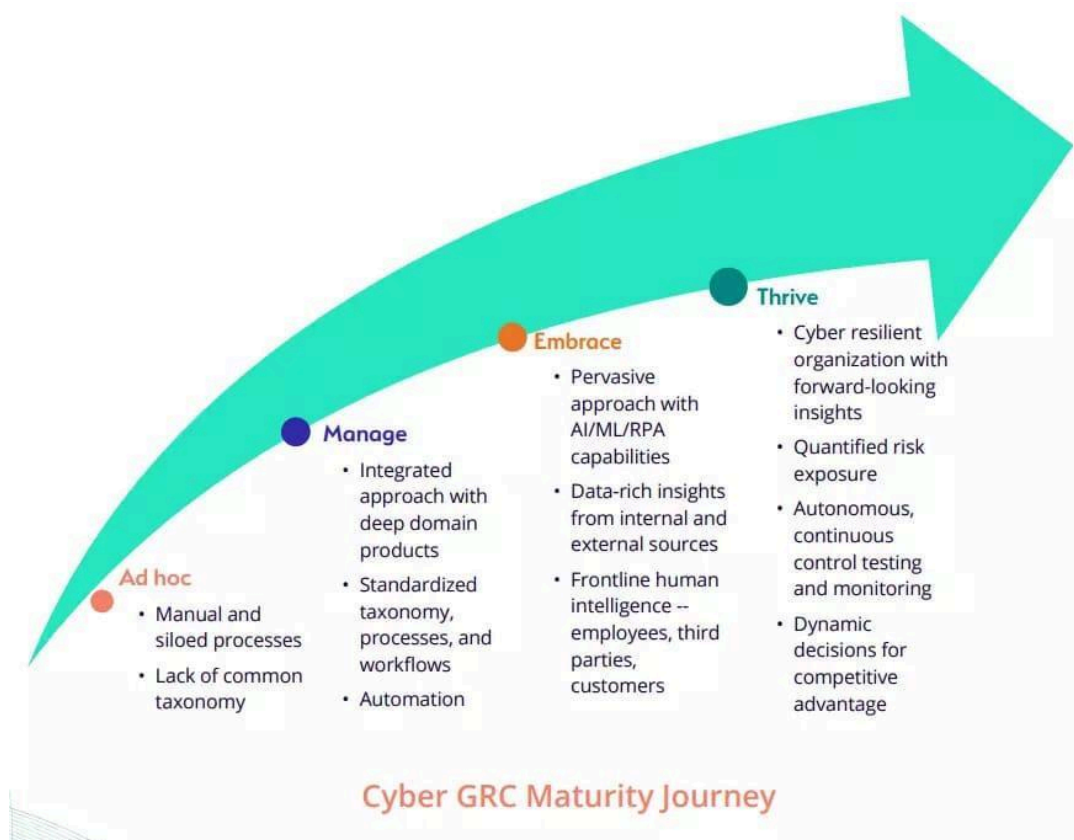 Ad hoc
• Manual and
siloed processes
• Lack of common
taxonomy
Manage
• Integrated
approach with
deep domain
products
• Standardized
taxonomy,
processes, and
workflows
• Automation
Embrace
• Pervasive
approach with
AI/ML/RPA
capabilities
• Data-rich insights
from internal and
external sources
• Frontline human
intelligence --
employees, third
parties,
customers
Thrive
• Cyber resilient
organization with
forward-looking
insights
• Quantified risk
exposure
• Autonomous,
continuous
control testing
and monitoring
• Dynamic
decisions for
competitive
advantage
Cyber GRC Maturity Journey